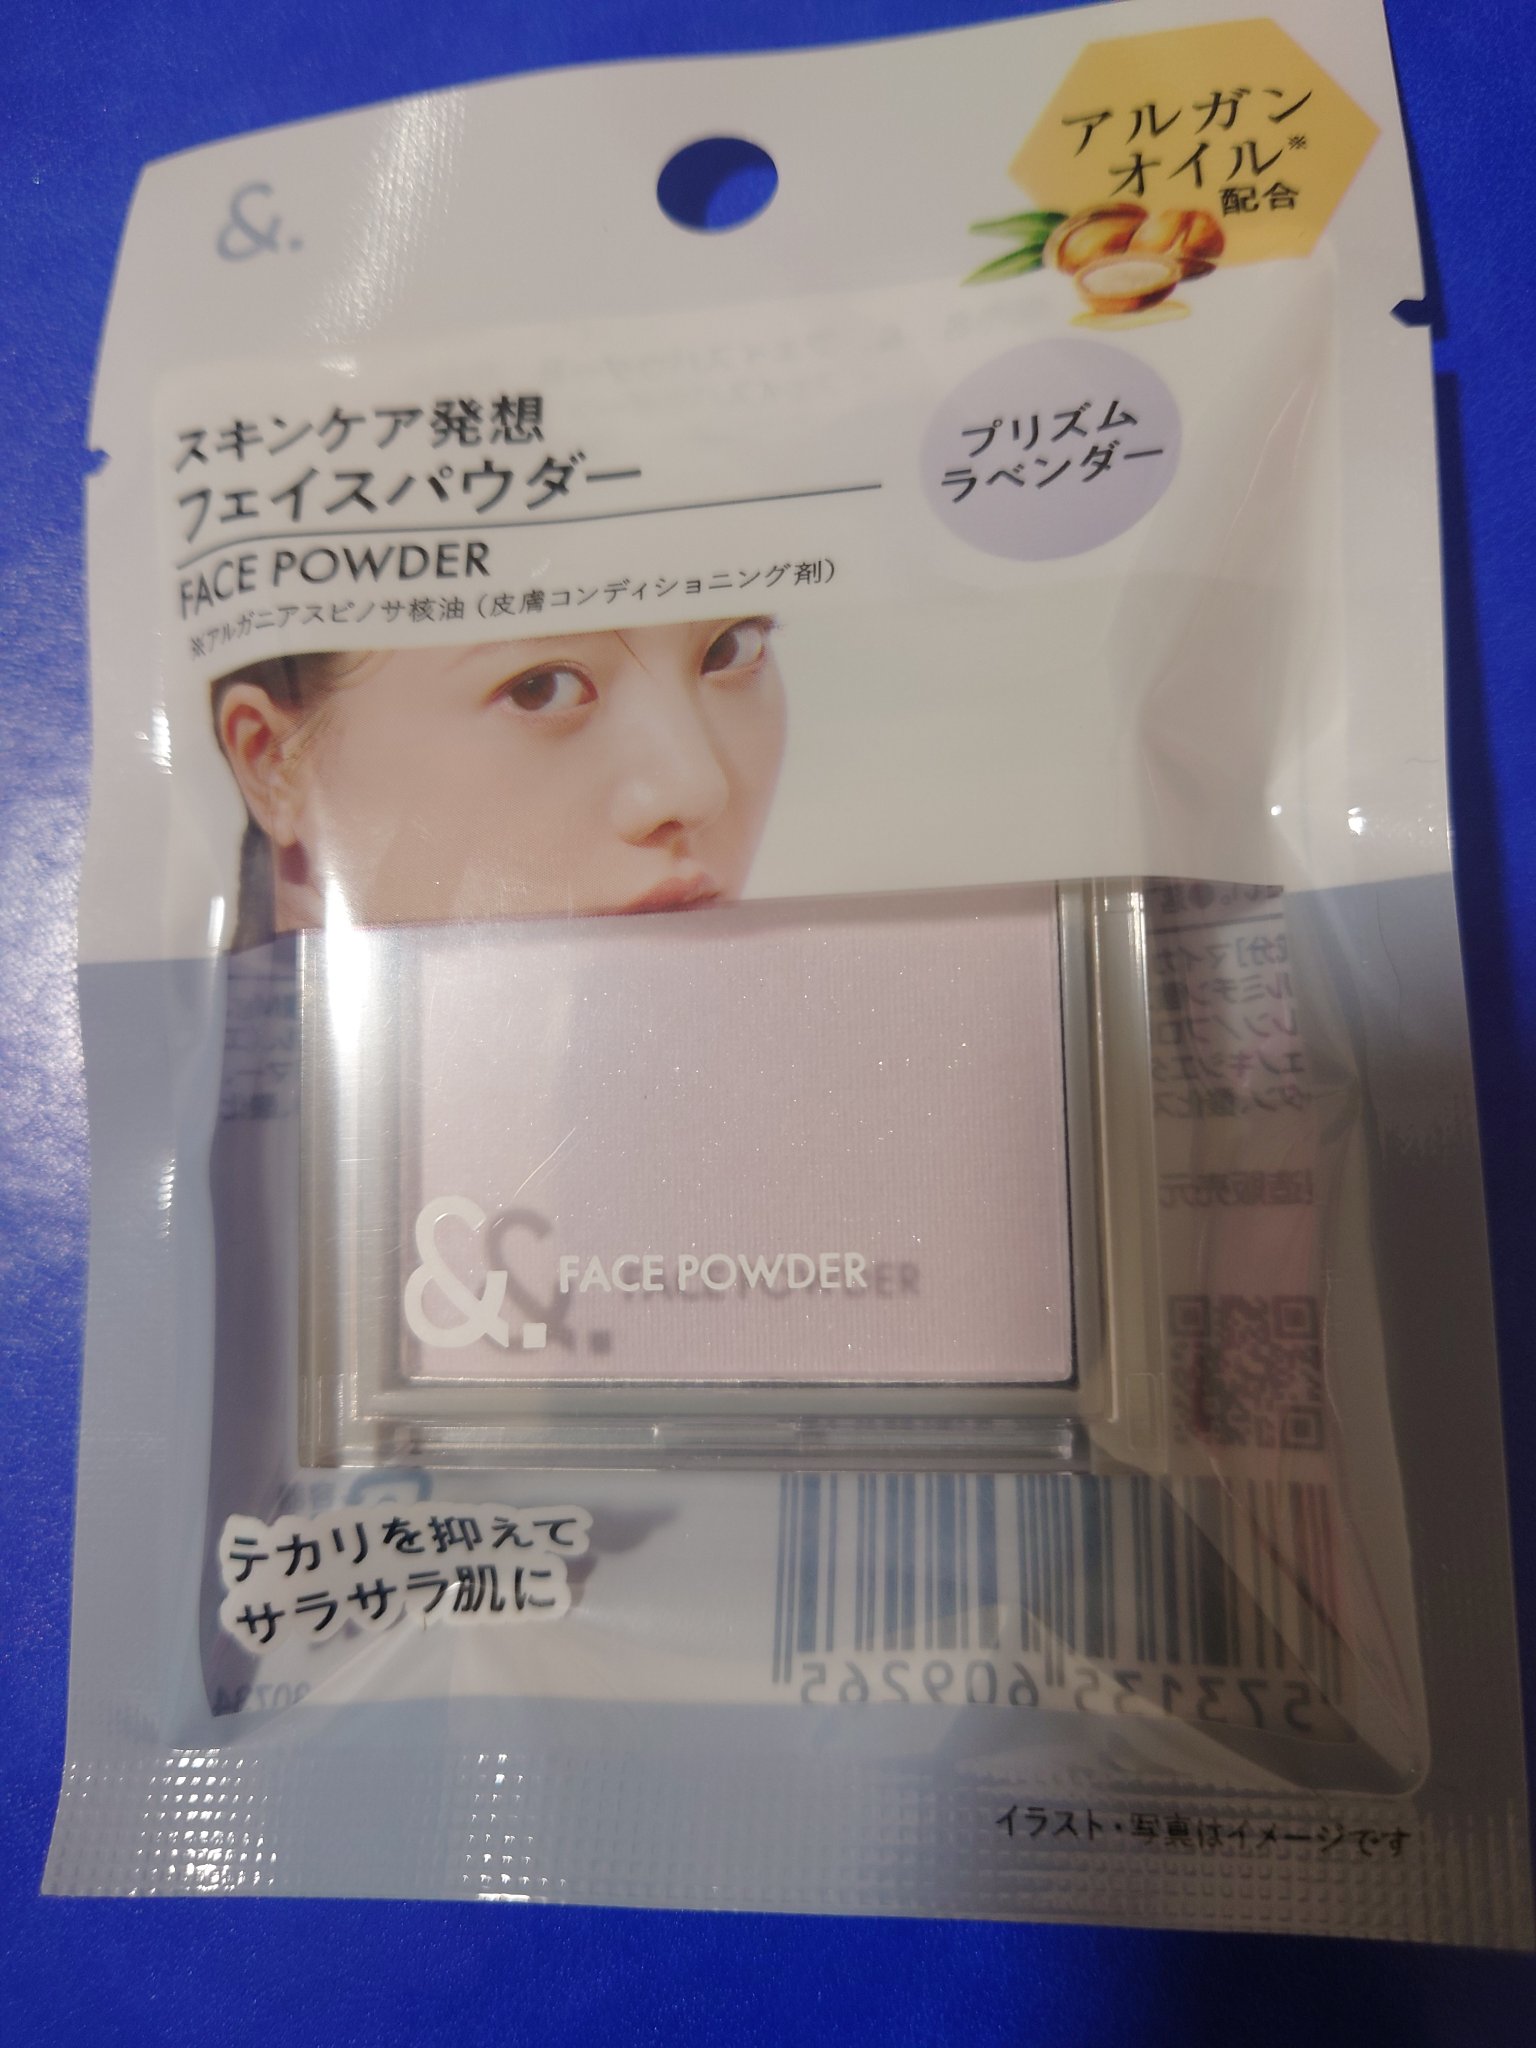 &.
アルガン
オイル※
配合
スキンケア発想
フェイスパウダー
FACE POWDER
※アルガニアスピノサ核油（皮膚コンディショニング剤）
プリズム
ラベンダー
&. FACE POWDER
テカリを抑えて
サラサラ肌に
573135 609265
イラスト・写真はイメージです